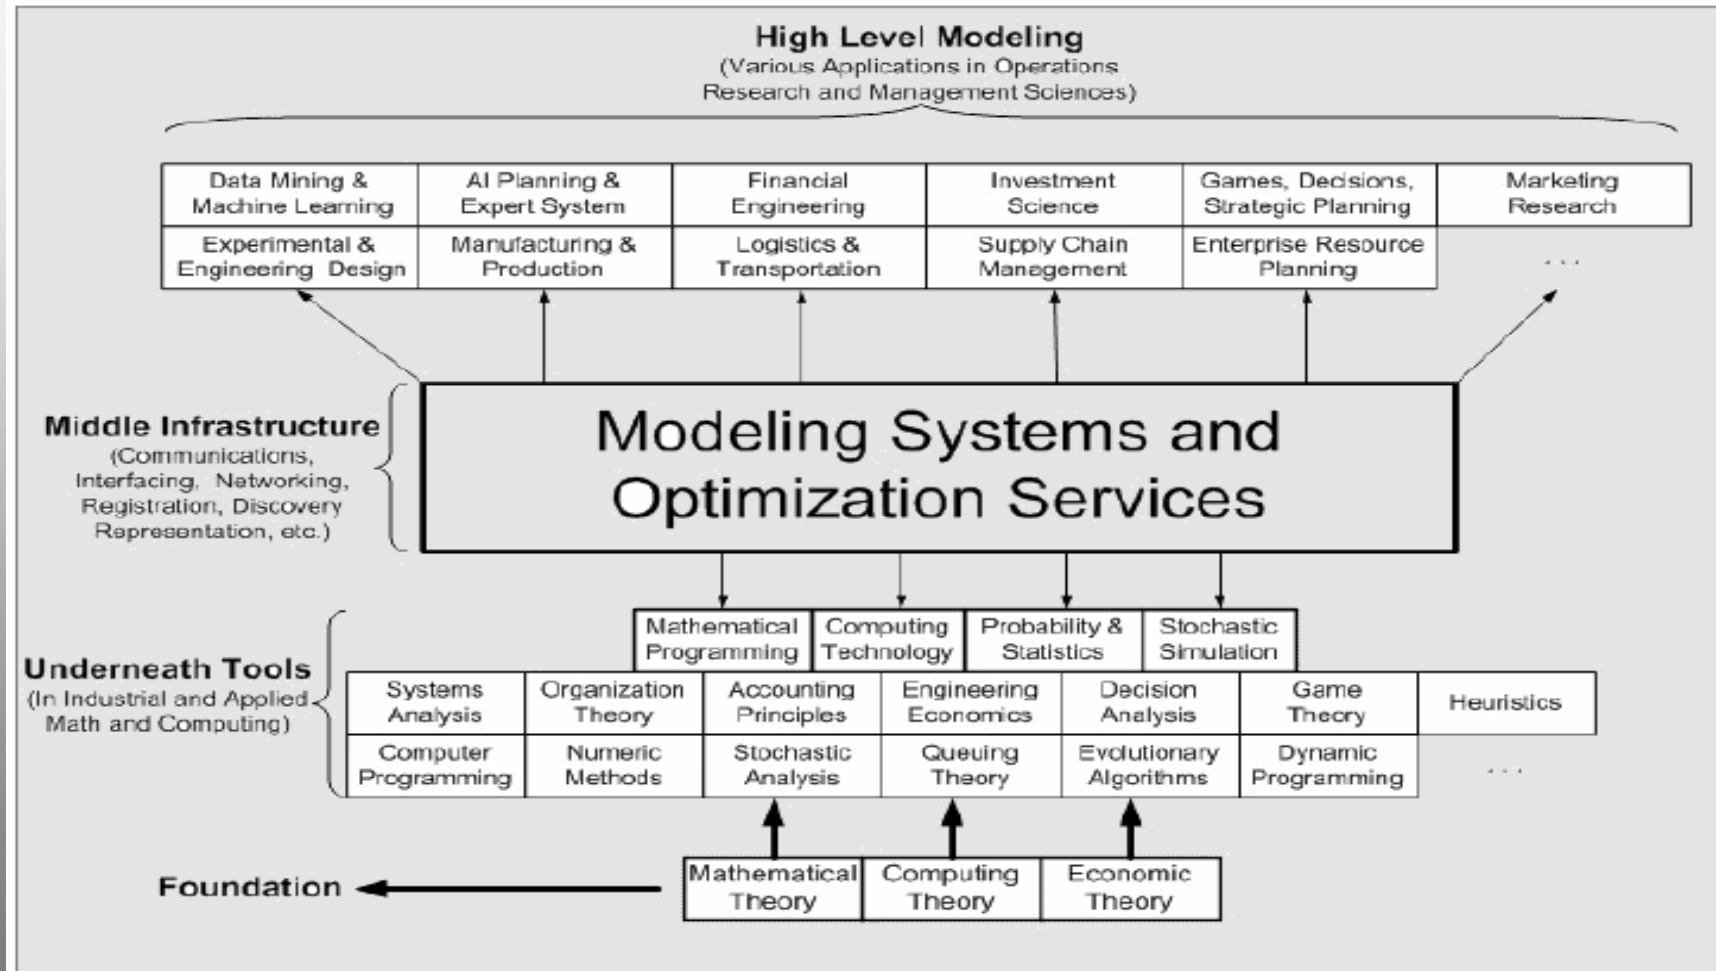 High Level Modeling
(Various Applications in Operations
Research and Management Sciences)
Data Mining &
Machine Learning
AI Planning &
Expert System
Financial
Engineering
Investment
Science
Games, Decisions,
Strategic Planning
Marketing
Research
Experimental &
Engineering Design
Manufacturing &
Production
Logistics &
Transportation
Supply Chain
Management
Enterprise Resource
Planning
...
Middle Infrastructure
(Communications,
Interfacing, Networking,
Registration, Discovery
Representation, etc.)
Modeling Systems and
Optimization Services
Underneath Tools
(In Industrial and Applied
Math and Computing)
Mathematical
Programming
Computing
Technology
Probability &
Statistics
Stochastic
Simulation
Systems
Analysis
Organization
Theory
Accounting
Principles
Engineering
Economics
Decision
Analysis
Game
Theory
Heuristics
Computer
Programming
Numeric
Methods
Stochastic
Analysis
Queuing
Theory
Evolutionary
Algorithms
Dynamic
Programming
...
Foundation
Mathematical
Theory
Computing
Theory
Economic
Theory